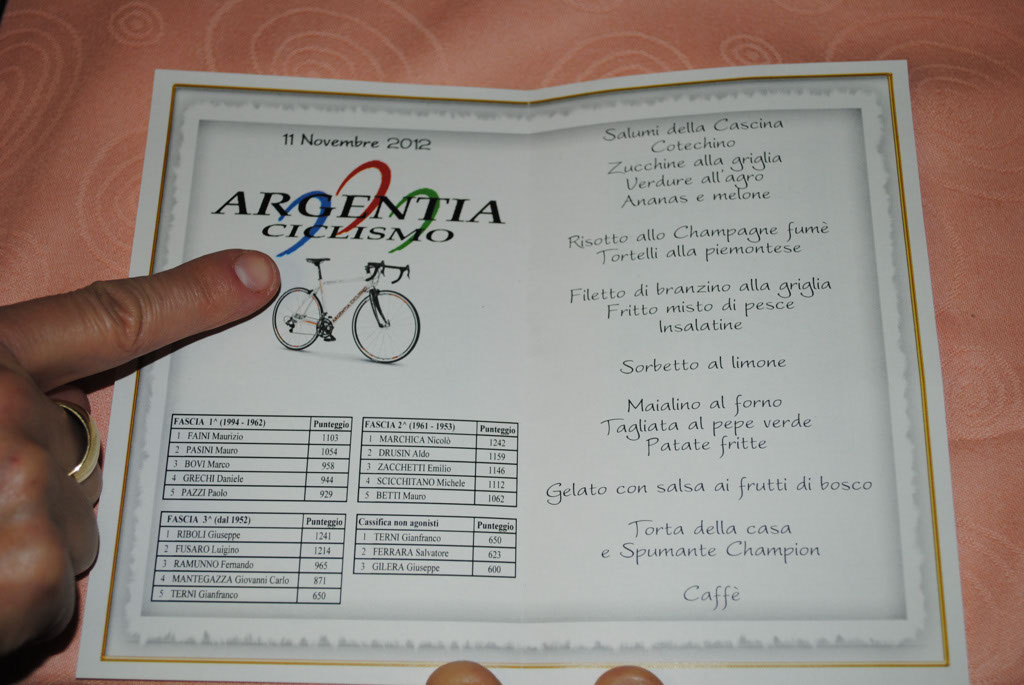 11 Novembre 2012
ARGENTIA
CICLISMO
FASCIA 1^ (1994 - 1962) Punteggio
1 FAINI Maurizio 1103
2 PASINI Mauro 1054
3 BOVI Marco 958
4 GRECHI Daniele 944
5 PAZZI Paolo 929
FASCIA 2^ (1961 - 1953) Punteggio
1 MARCHICA Nicolò 1242
2 DRUSIN Aldo 1159
3 ZACCHETTI Emilio 1146
4 SCICCHITANO Michele 1112
5 BETTI Mauro 1062
FASCIA 3^ (dal 1952) Punteggio
1 RIBOLI Giuseppe 1241
2 FUSARO Luigino 1214
3 RAMUNNO Fernando 965
4 MANTEGAZZA Giovanni Carlo 871
5 TERNI Gianfranco 650
Cassifica non agonisti Punteggio
1 TERNI Gianfranco 650
2 FERRARA Salvatore 623
3 GILERA Giuseppe 600
Salumi della Cascina
Cotechino
Zucchine alla griglia
Verdure all'agro
Ananas e melone
Risotto allo Champagne fumè
Tortelli alla piemontese
Filetto di branzino alla griglia
Fritto misto di pesce
Insalatine
Sorbetto al limone
Maialino al forno
Tagliata al pepe verde
Patate fritte
Gelato con salsa ai frutti di bosco
Torta della casa
e Spumante Champion
Caffè